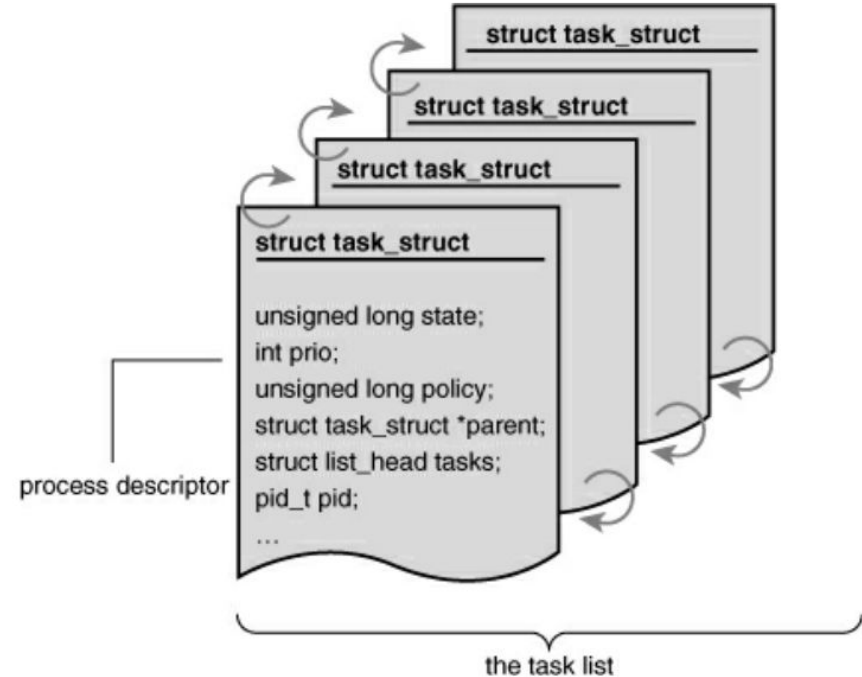 struct task_struct
struct task_struct
struct task_struct
struct task_struct
unsigned long state;
int prio;
unsigned long policy;
struct task_struct *parent;
struct list_head tasks;
pid_t pid;
...
process descriptor
the task list